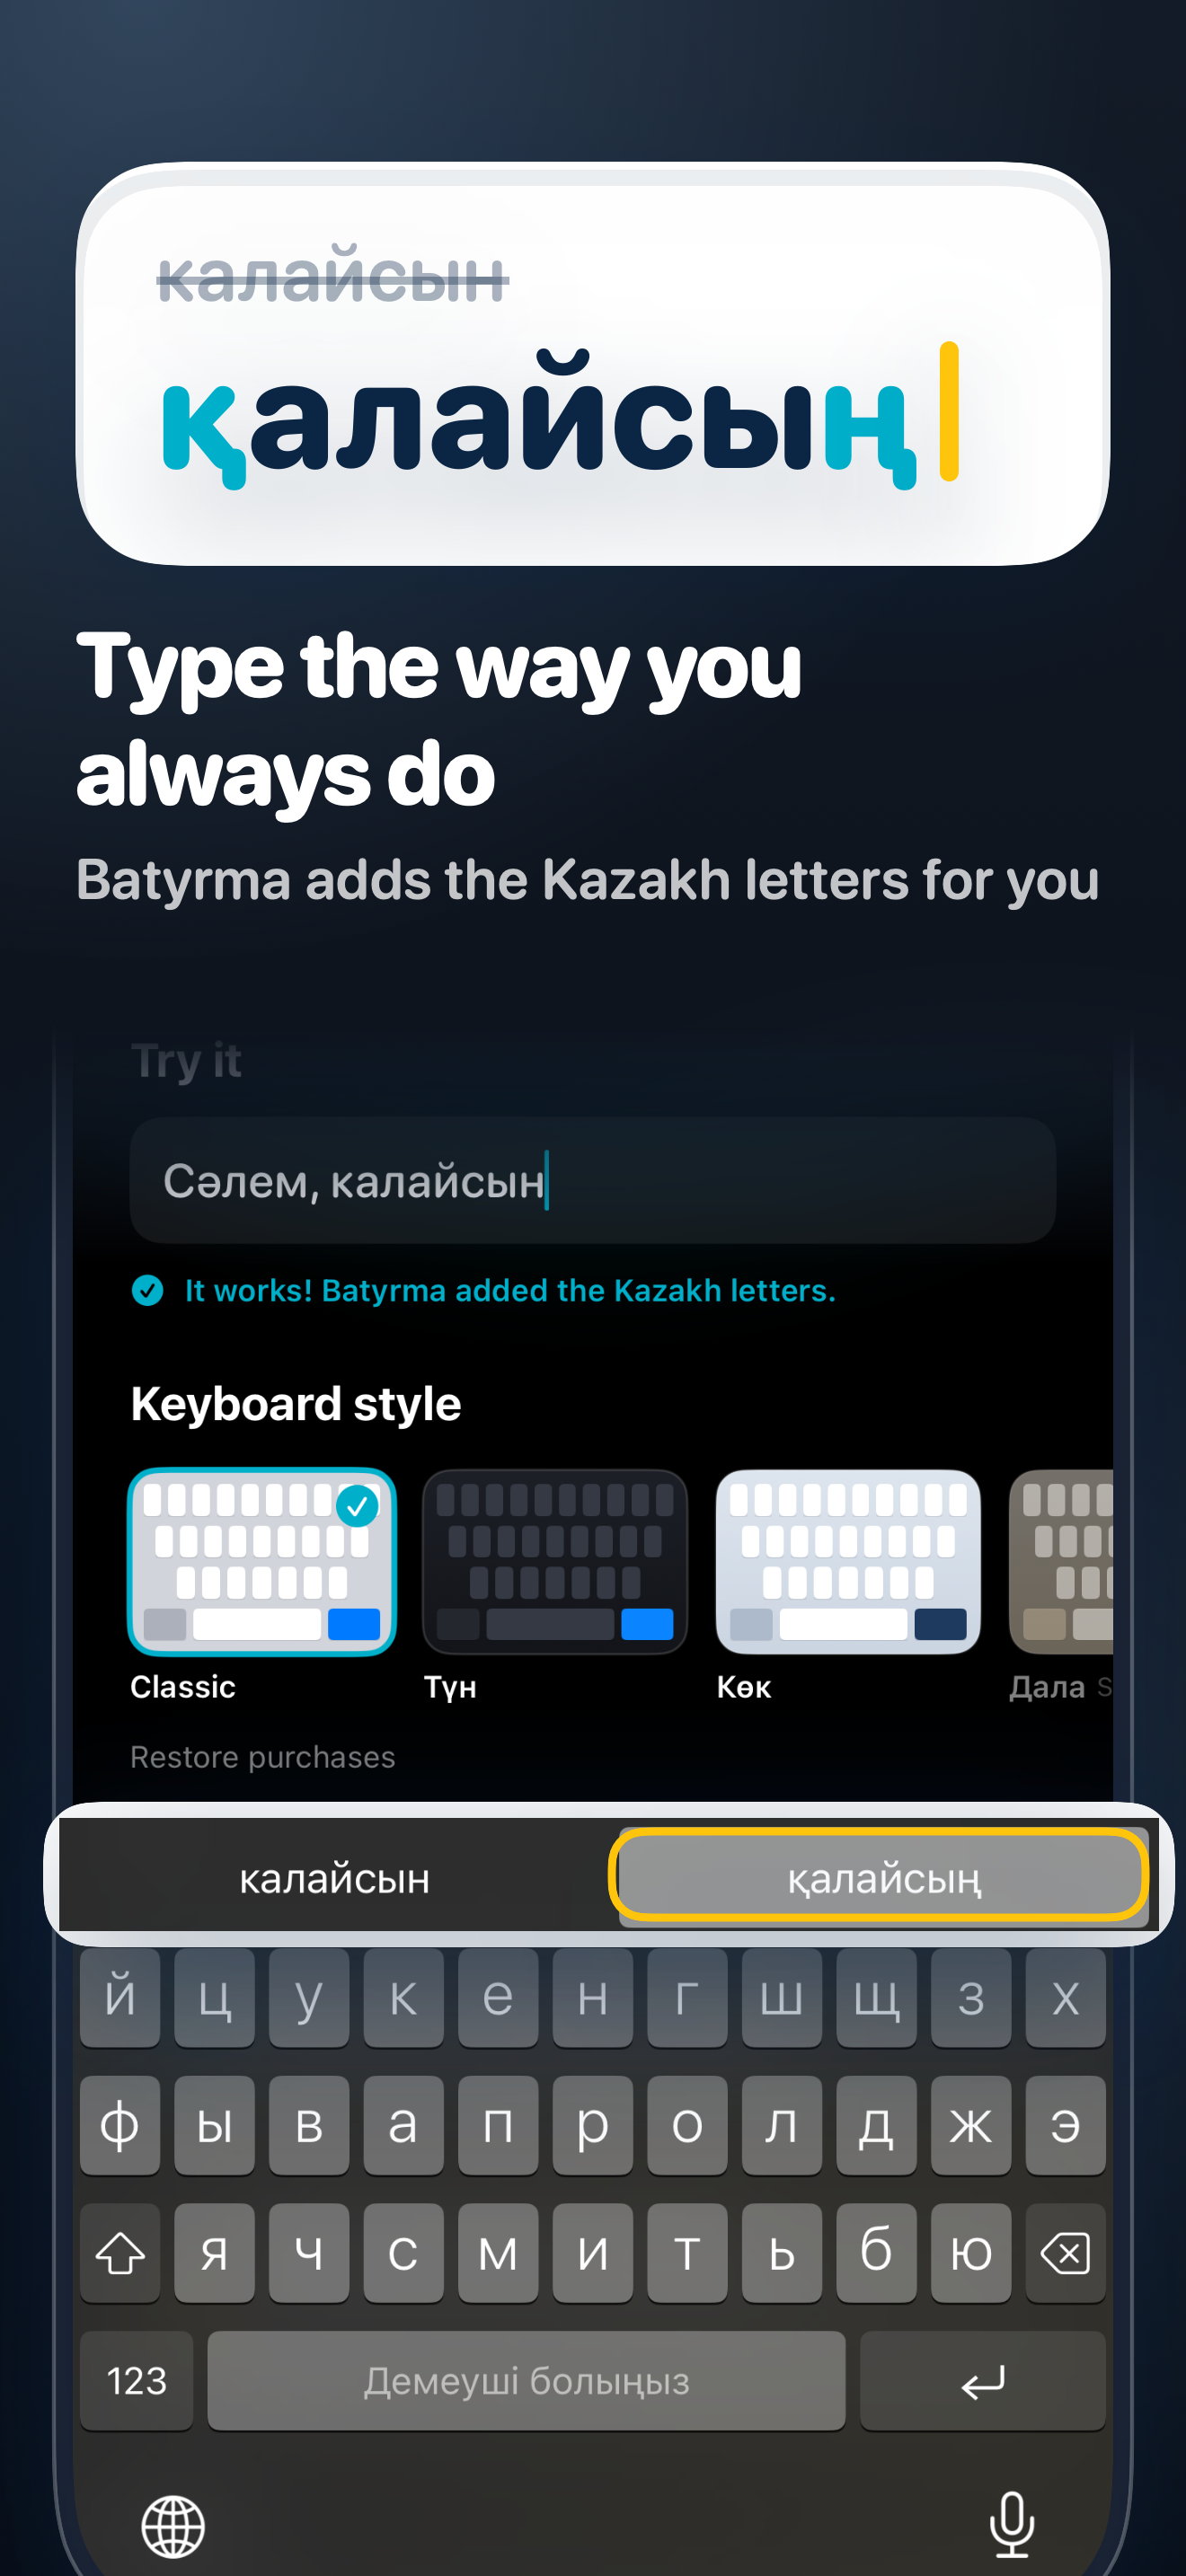 калайсын
қалайсың
Type the way you
always do
Batyrma adds the Kazakh letters for you
Try it
Сәлем, калайсын
It works! Batyrma added the Kazakh letters.
Keyboard style
Classic
Түн
Көк
Дала S
Restore purchases
калайсын қалайсың
й ц у к е н г ш щ з х
ф ы в а п р о л д ж э
я ч с м и т ь б ю
123 Демеуші болыңыз